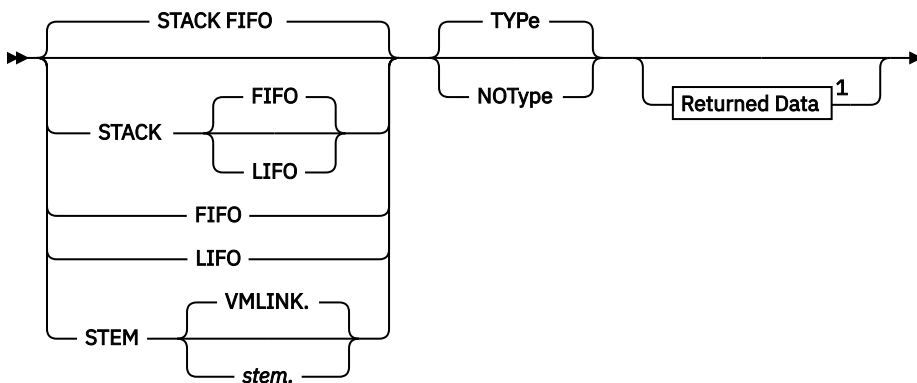 STACK FIFO
TYPe
FIFO
NOType
1
Returned Data
STACK
LIFO
FIFO
LIFO
VMLINK.
STEM
stem.